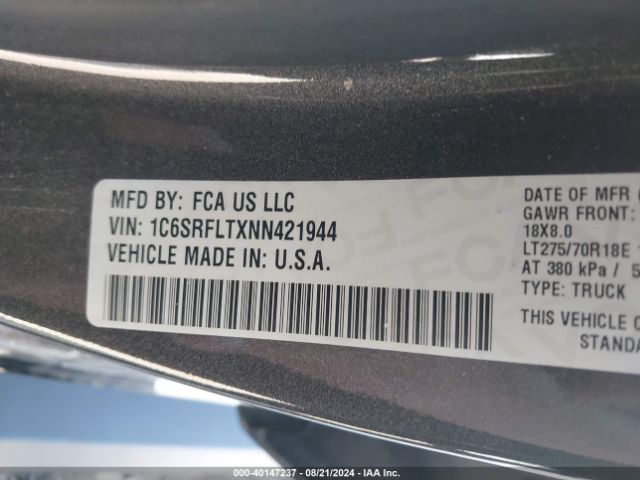 MFD BY: FCA US LLC
VIN: 1C6SRFLTXNN421944
VEHICLE MADE IN: U.S.A.
DATE OF MFR
GAWR FRONT:
18X8.0
LT275/70R18E
AT 380 kPa / 5
TYPE: TRUCK
THIS VEHICLE
STANDA
000-40147237 - 08/21/2024 - IAA Inc.